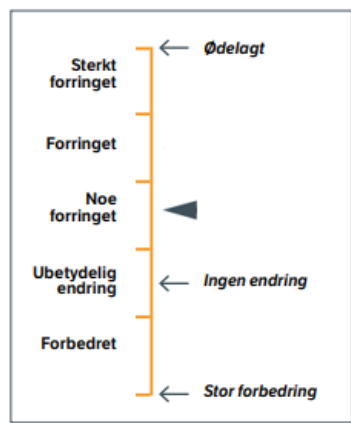 Ødelagt
Sterkt
forringet
Forringet
Noe
forringet
Ubetydelig
endring
Ingen endring
Forbedret
Stor forbedring